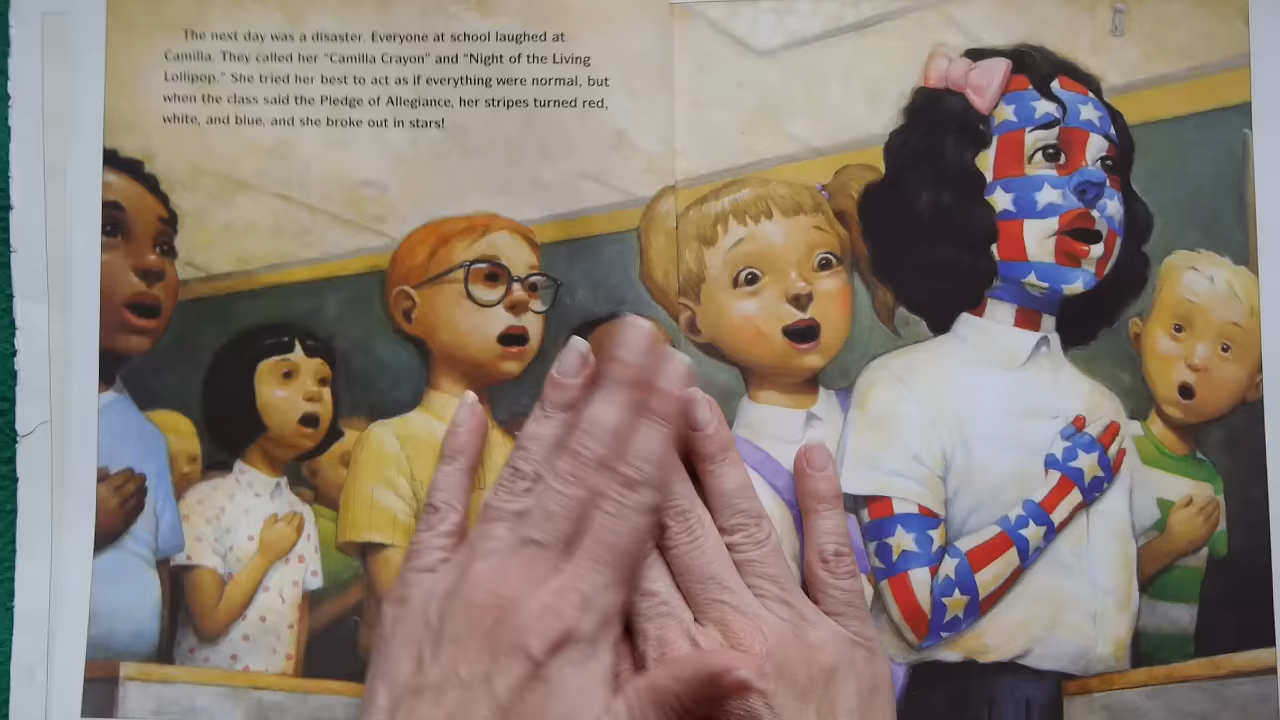 The next day was a disaster. Everyone at school laughed at
Camilla. They called her "Camilla Crayon" and "Night of the Living
Lollipop." She tried her best to act as if everything were normal, but
when the class said the Pledge of Allegiance, her stripes turned red,
white, and blue, and she broke out in stars!